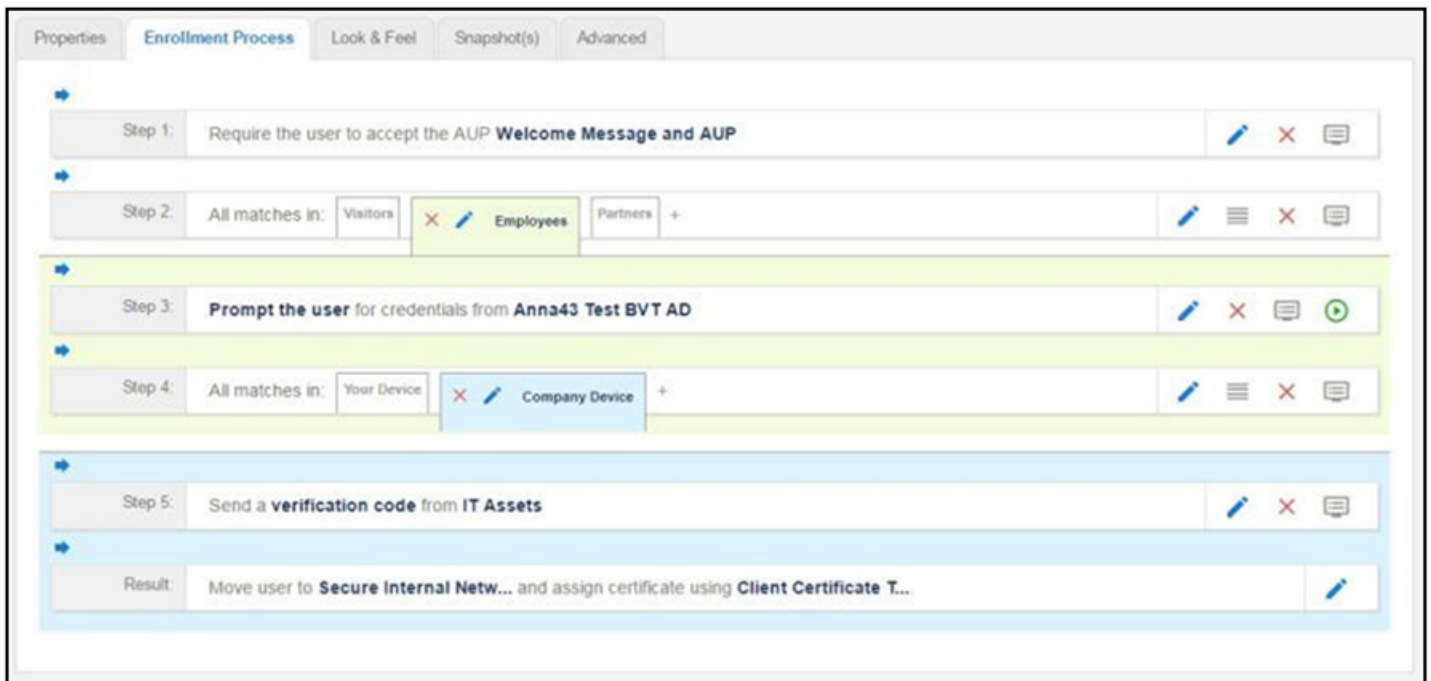 Properties Enrollment Process Look & Feel Snapshot(s) Advanced
Step 1: Require the user to accept the AUP Welcome Message and AUP
Step 2: All matches in: Visitors Employees Partners +
Step 3: Prompt the user for credentials from Anna43 Test BVT AD
Step 4: All matches in: Your Device Company Device +
Step 5: Send a verification code from IT Assets
Result: Move user to Secure Internal Netw... and assign certificate using Client Certificate T...